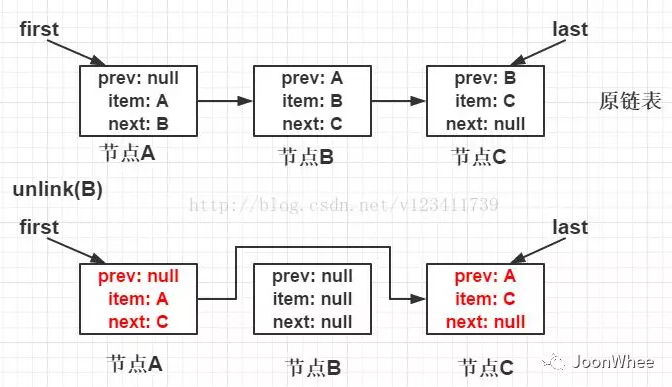 first
last
prev: null
item: A
next: B
prev: A
item: B
next: C
prev: B
item: C
next: null
原链表
节点A
节点B
节点C
unlink(B)
http://blog.csdn.net/v123411739
first
last
prev: null
item: A
next: C
prev: null
item: null
next: null
prev: A
item: C
next: null
节点A
节点B
节点C
JoonWhee